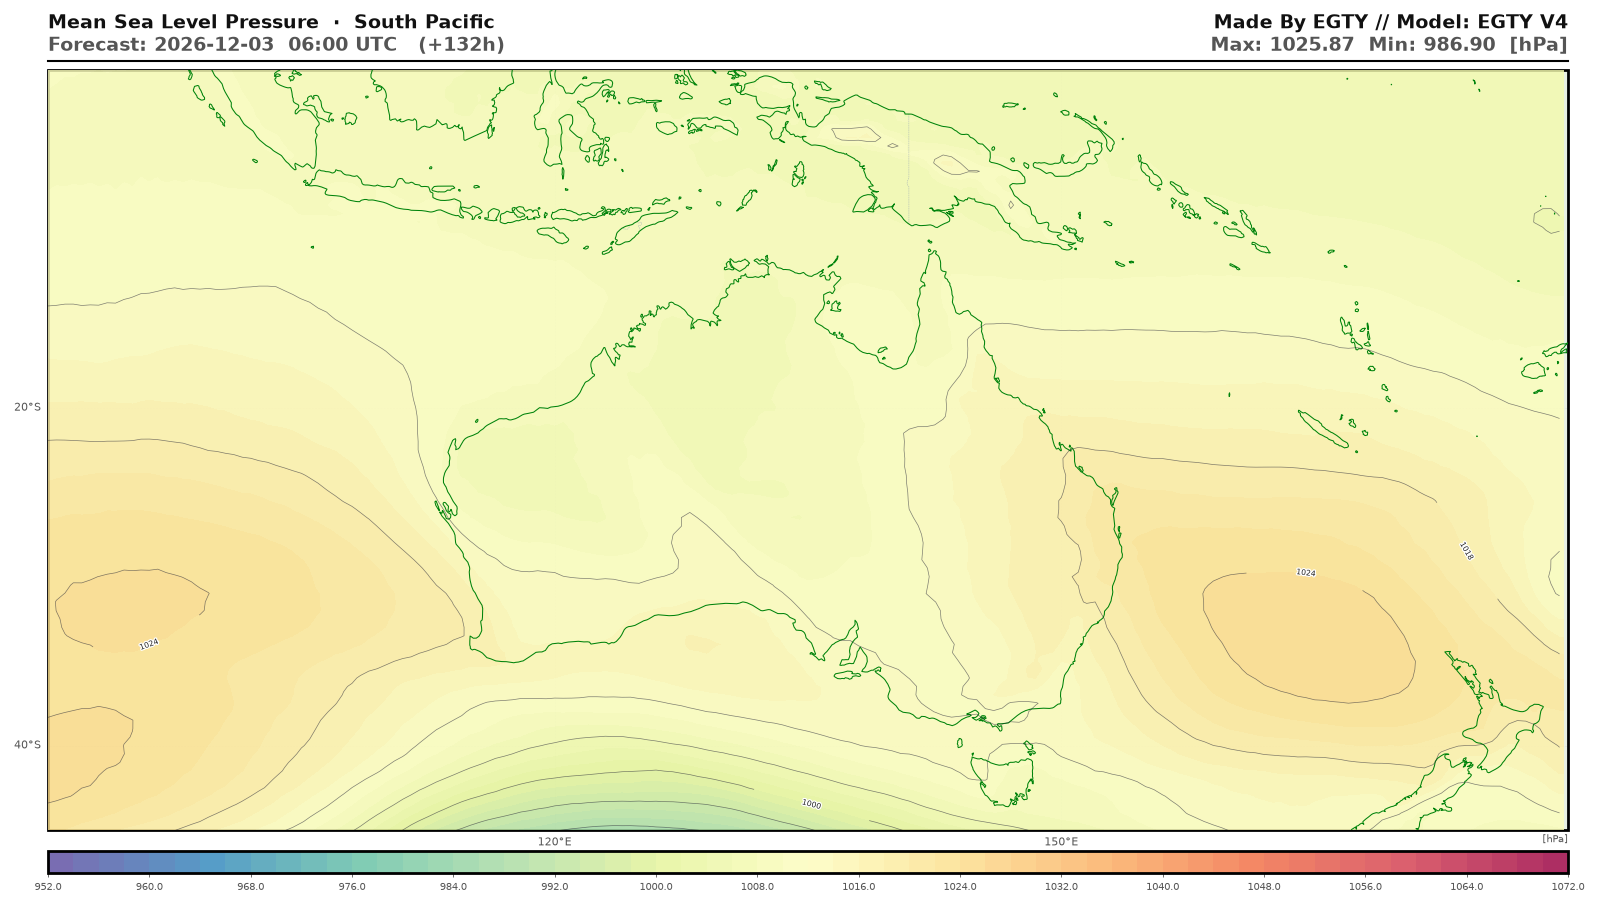 Mean Sea Level Pressure · South Pacific
Made By EGTY // Model: EGTY V4
Forecast: 2026-12-03 06:00 UTC (+132h)
Max: 1025.87 Min: 986.90 [hPa]
20°S
1018
1024
1024
40°S
1000
120°E
150°E
[hPa]
952.0 960.0 968.0 976.0 984.0 992.0 1000.0 1008.0 1016.0 1024.0 1032.0 1040.0 1048.0 1056.0 1064.0 1072.0